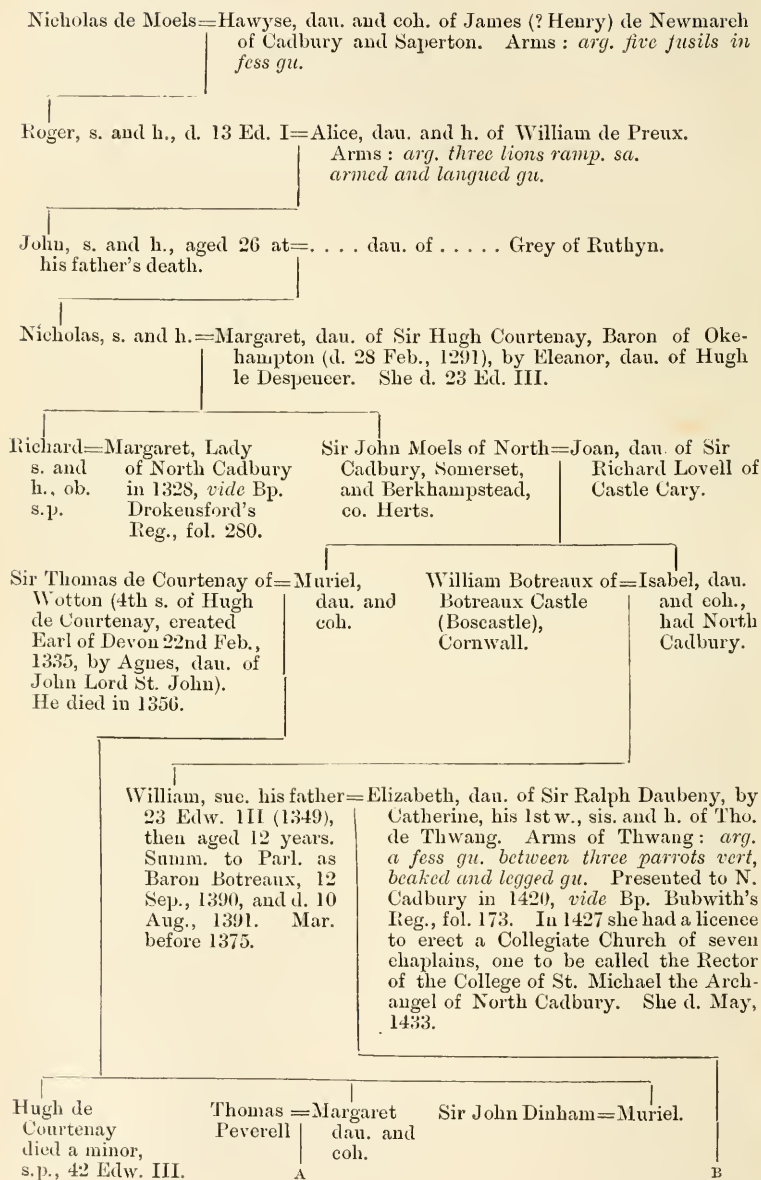 Nicholas de Moels=Hawyse, dau. and coh. of James (? Henry) de Newmarch
of Cadbury and Saperton. Arms : arg. five fusils in
fess gu.
Roger, s. and h., d. 13 Ed. I=Alice, dau. and h. of William de Preux.
Arms : arg. three lions ramp. sa.
armed and langued gu.
John, s. and h., aged 26 at=. . . . dau. of . . . . . Grey of Ruthyn.
his father's death.
Nicholas, s. and h.=Margaret, dau. of Sir Hugh Courtenay, Baron of Oke-
hampton (d. 28 Feb., 1291), by Eleanor, dau. of Hugh
le Despencer. She d. 23 Ed. III.
Richard=Margaret, Lady
s. and of North Cadbury
h., ob. in 1328, vide Bp.
s.p. Drokensford's
Reg., fol. 280.
Sir John Moels of North=Joan, dau. of Sir
Cadbury, Somerset, Richard Lovell of
and Berkhampstead, Castle Cary.
co. Herts.
Sir Thomas de Courtenay of=Muriel,
Wotton (4th s. of Hugh dau. and
de Courtenay, created coh.
Earl of Devon 22nd Feb.,
1335, by Agnes, dau. of
John Lord St. John).
He died in 1356.
William Botreaux of=Isabel, dau.
Botreaux Castle and coh.,
(Boscastle), had North
Cornwall. Cadbury.
William, suc. his father=Elizabeth, dau. of Sir Ralph Daubeny, by
23 Edw. III (1349), Catherine, his 1st w., sis. and h. of Tho.
then aged 12 years. de Thwang. Arms of Thwang : arg.
Summ. to Parl. as a fess gu. between three parrots vert,
Baron Botreaux, 12 beaked and legged gu. Presented to N.
Sep., 1390, and d. 10 Cadbury in 1420, vide Bp. Bubwith's
Aug., 1391. Mar. Reg., fol. 173. In 1427 she had a licence
before 1375. to erect a Collegiate Church of seven
chaplains, one to be called the Rector
of the College of St. Michael the Arch-
angel of North Cadbury. She d. May,
1433.
Hugh de
Courtenay
died a minor,
s.p., 42 Edw. III.
Thomas =Margaret
Peverell dau. and
coh.
Sir John Dinham=Muriel.
A B